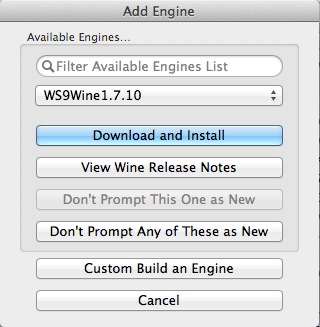 Add Engine
Available Engines...
Filter Available Engines List
WS9Wine1.7.10
Download and Install
View Wine Release Notes
Don't Prompt This One as New
Don't Prompt Any of These as New
Custom Build an Engine
Cancel